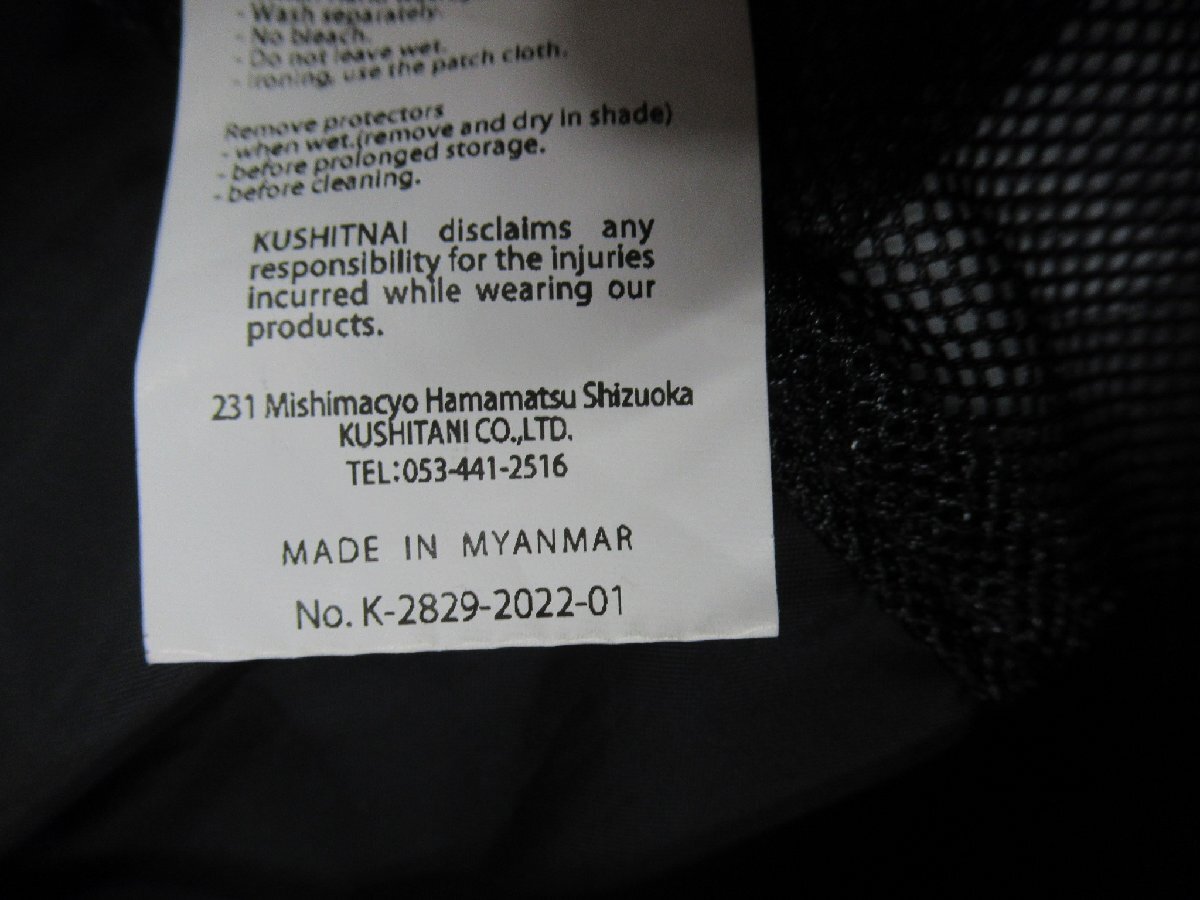 - Wash separately.
- No bleach.
- Do not leave wet.
- Ironing, use the patch cloth.
Remove protectors
- when wet.(remove and dry in shade)
- before prolonged storage.
- before cleaning.
KUSHITNAI disclaims any
responsibility for the injuries
incurred while wearing our
products.
231 Mishimacyo Hamamatsu Shizuoka
KUSHITANI CO.,LTD.
TEL:053-441-2516
MADE IN MYANMAR
No. K-2829-2022-01